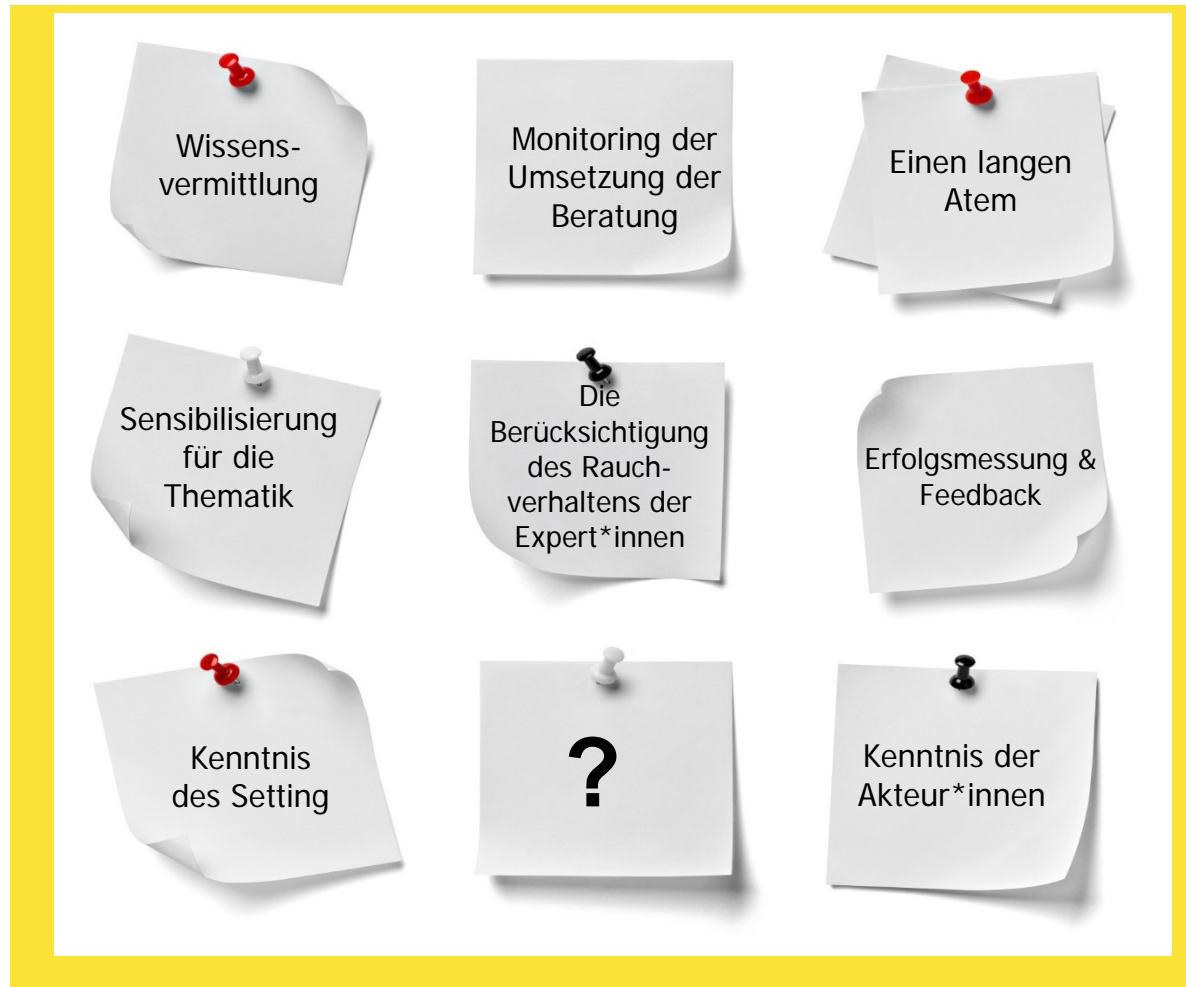 Wissens-
vermittlung
Monitoring der
Umsetzung der
Beratung
Einen langen
Atem
Sensibilisierung
für die
Thematik
Die
Berücksichtigung
des Rauch-
verhaltens der
Expert*innen
Erfolgsmessung &
Feedback
Kenntnis
des Setting
?
Kenntnis der
Akteur*innen